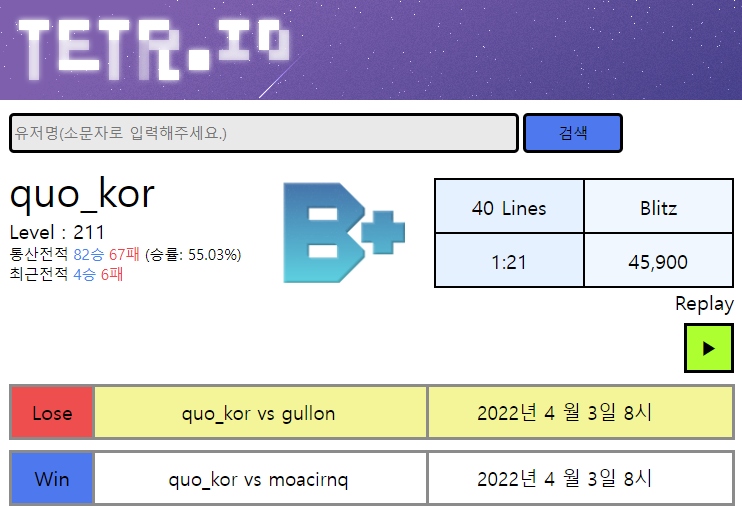 TETR.IO
유저명(소문자로 입력해주세요.)
검색
quo_kor
Level : 211
통산전적 82승 67패 (승률: 55.03%)
최근전적 4승 6패
B+
40 Lines Blitz
1:21 45,900
Replay
Lose quo_kor vs gullon 2022년 4 월 3일 8시
Win quo_kor vs moacirnq 2022년 4 월 3일 8시